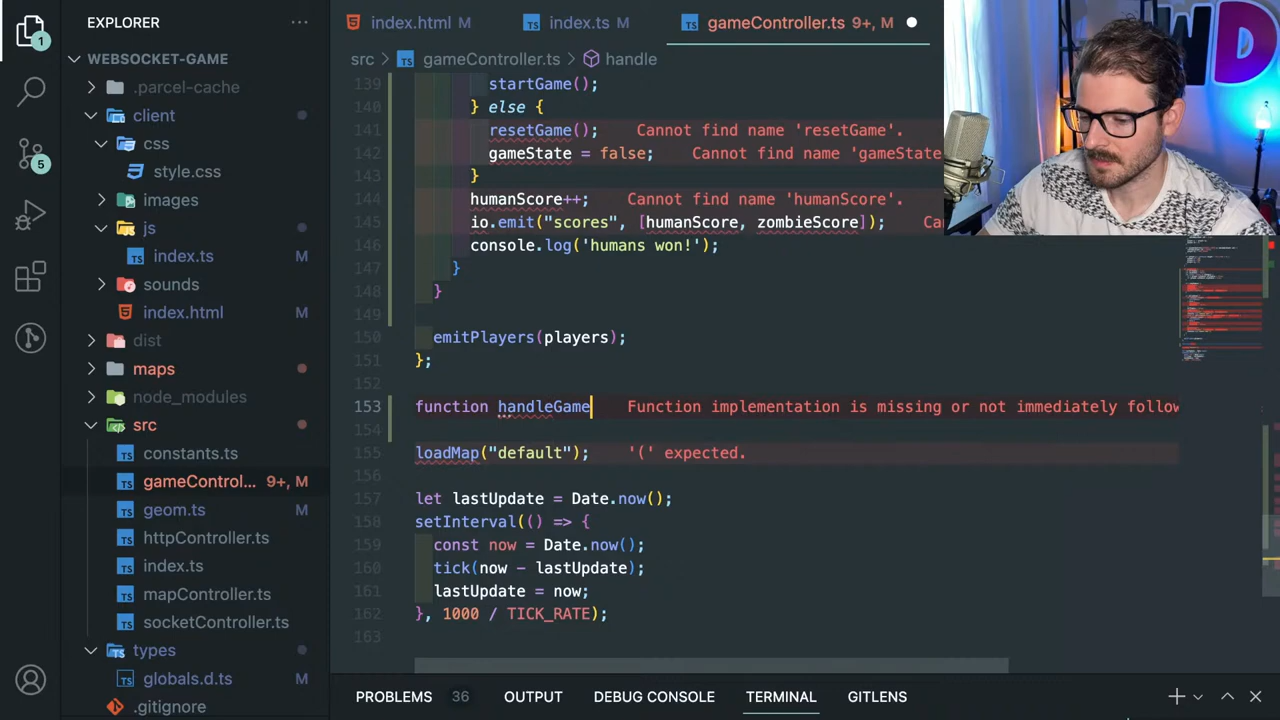 EXPLORER
WEBSOCKET-GAME
.parcel-cache
client
css
style.css
images
js
index.ts M
sounds
index.html M
dist
maps
node_modules
src
constants.ts
gameControl... 9+, M
geom.ts M
httpController.ts
index.ts
mapController.ts
socketController.ts
types
globals.d.ts
.gitignore
1
5
index.html M
index.ts M
gameController.ts 9+, M
src > gameController.ts > handle
139 startGame();
140 } else {
141 resetGame(); Cannot find name 'resetGame'.
142 gameState = false; Cannot find name 'gameState
143 }
144 humanScore++; Cannot find name 'humanScore'.
145 io.emit("scores", [humanScore, zombieScore]); Ca
146 console.log('humans won!');
147 }
148 }
149
150 emitPlayers(players);
151 };
152
153 function handleGame Function implementation is missing or not immediately follow
154
155 loadMap("default"); '(' expected.
156
157 let lastUpdate = Date.now();
158 setInterval(() => {
159 const now = Date.now();
160 tick(now - lastUpdate);
161 lastUpdate = now;
162 }, 1000 / TICK_RATE);
163
PROBLEMS 36 OUTPUT DEBUG CONSOLE TERMINAL GITLENS
WD